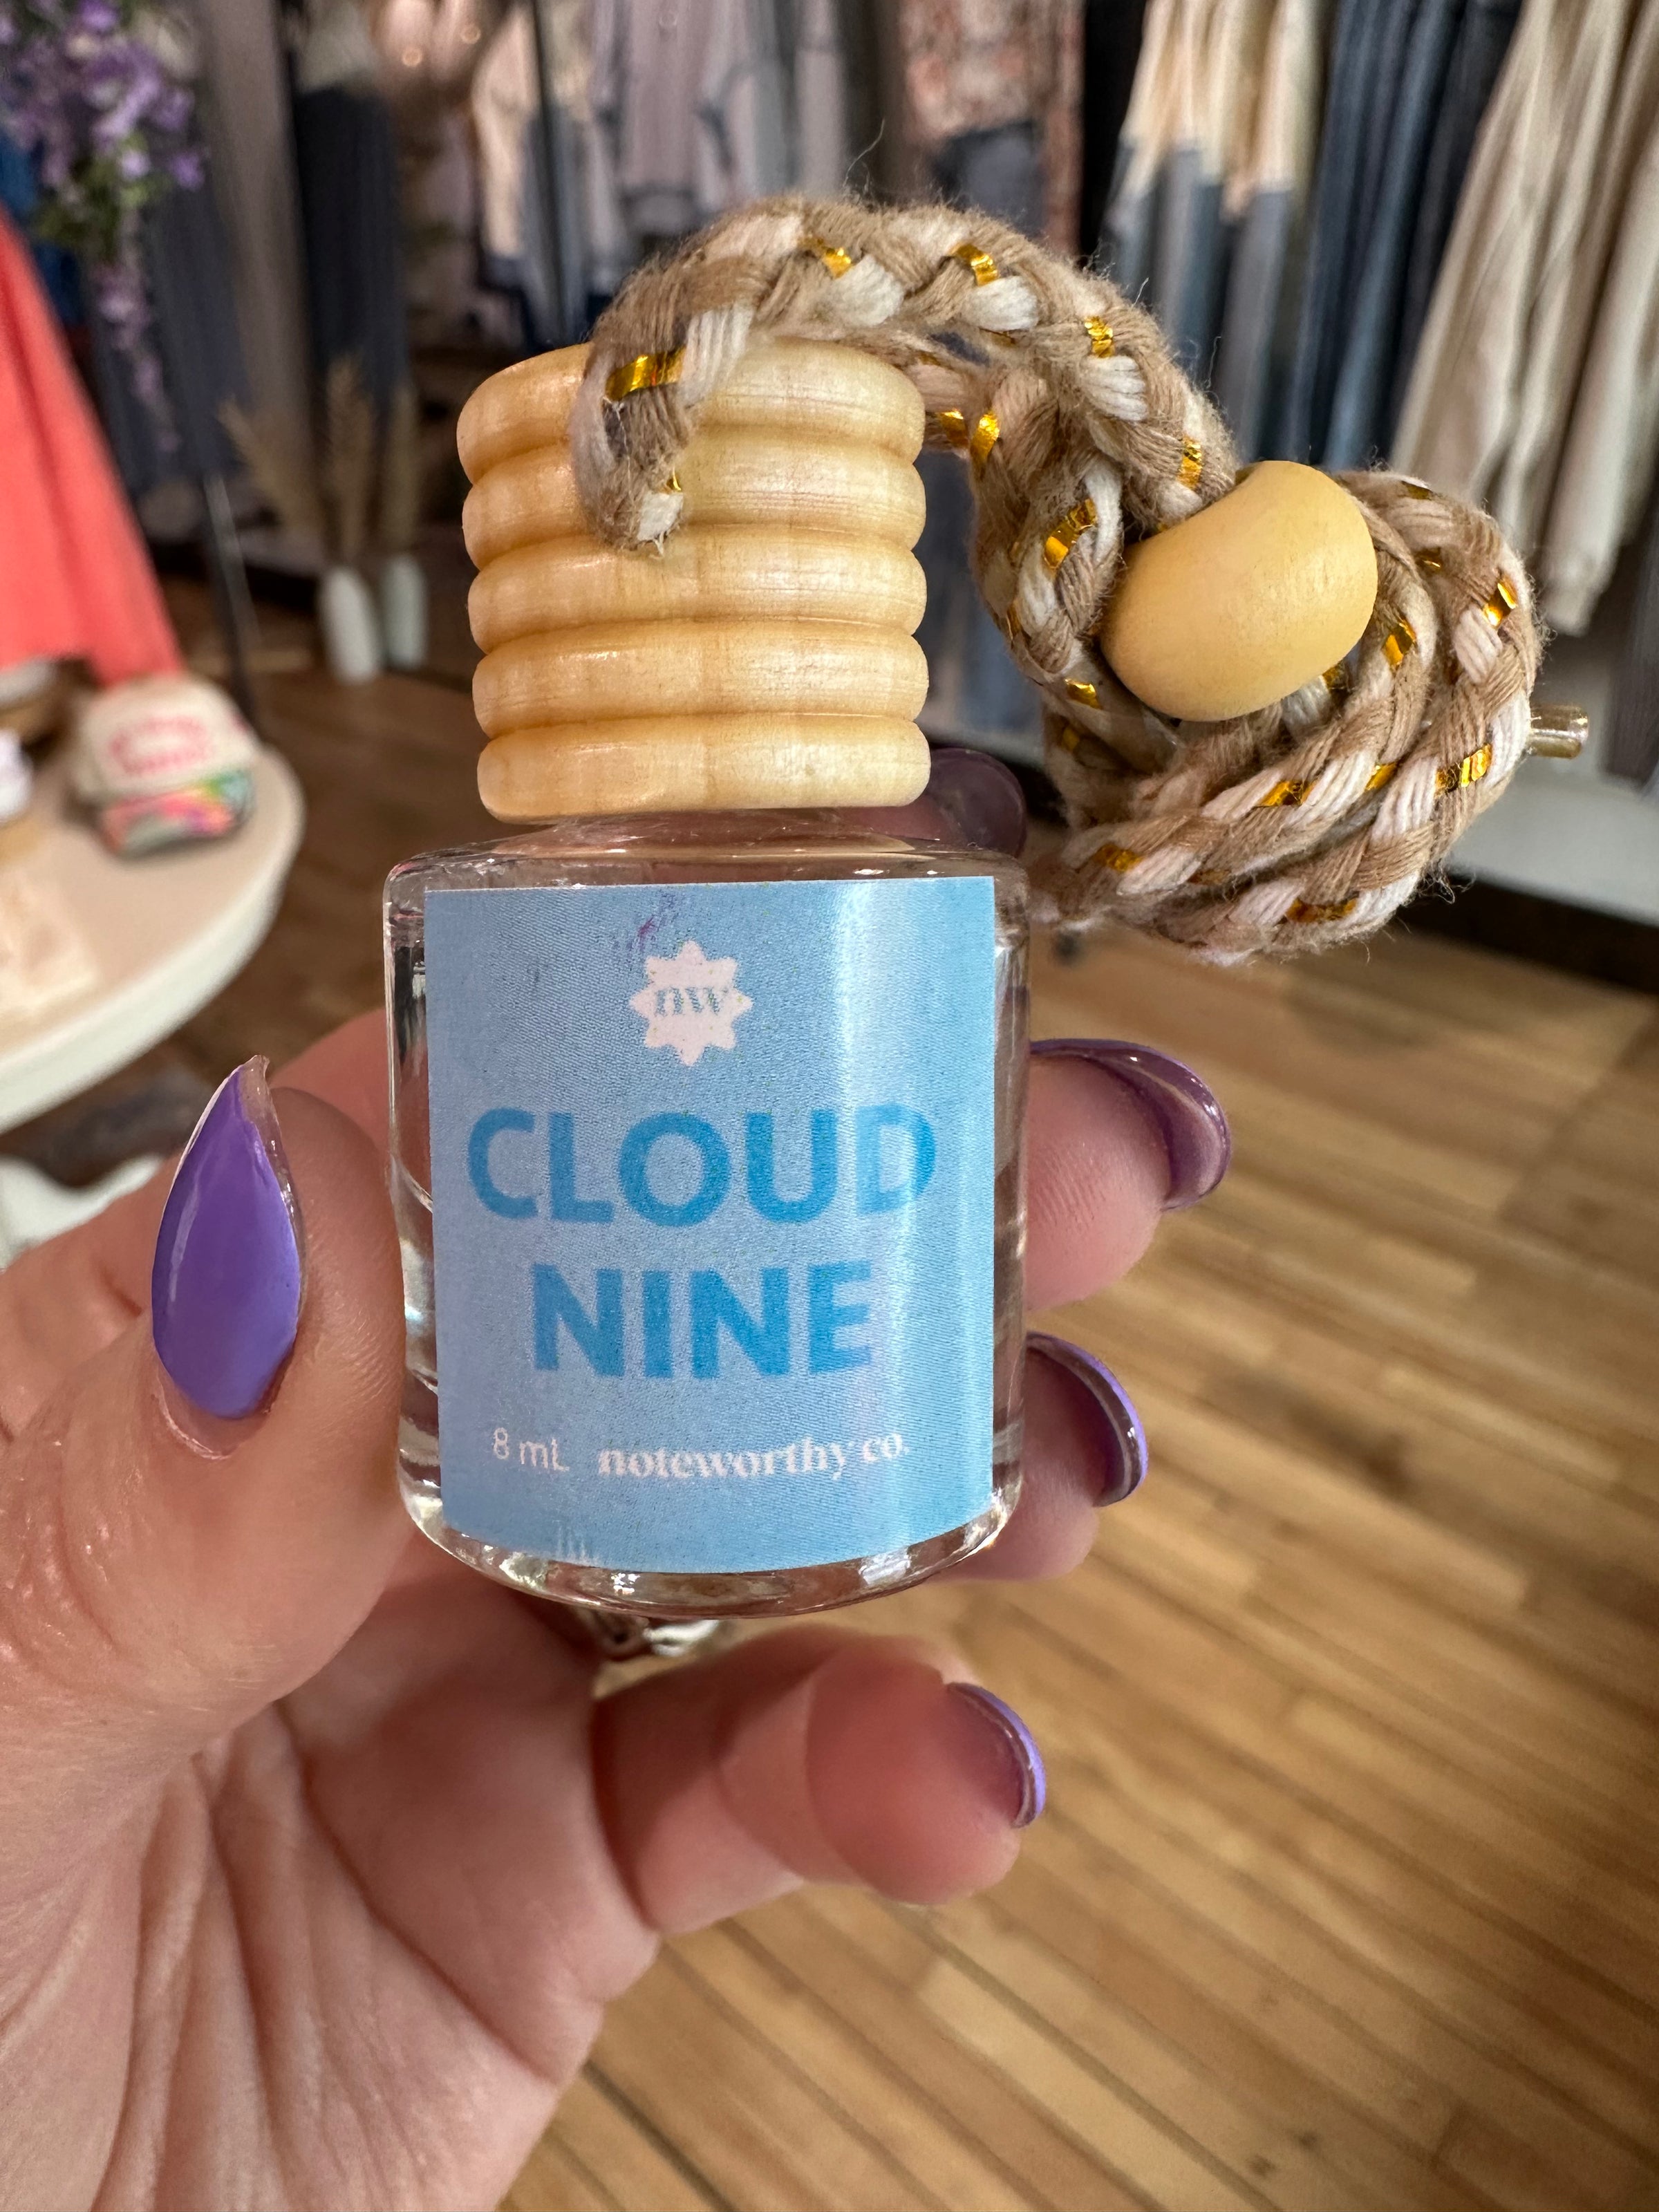 nw
CLOUD
NINE
8 mL noteworthy co.